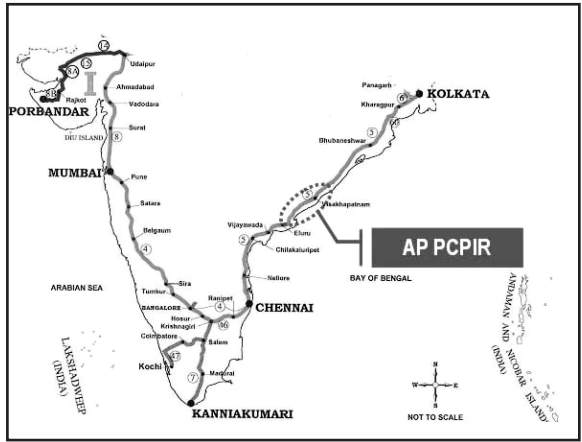 14
15
8A
8B
Udaipur
Rajkot
PORBANDAR
Ahmadabad
Vadodara
DIU ISLAND
Surat
8
MUMBAI
Pune
Satara
Belgaum
4
ARABIAN SEA
Sira
Tumkur
BANGALORE
Ranipet
4
Hosur
Krishnagiri
46
CHENNAI
Coimbatore
Salem
Kochi
47
7
Madurai
KANNIAKUMARI
LAKSHADWEEP
(INDIA)
Panagarh
6
KOLKATA
Kharagpur
60
5
Bhubaneshwar
5
Visakhapatnam
Vijayawada
Eluru
5
Chilakaluripet
Nellore
AP PCPIR
BAY OF BENGAL
ANDAMAN AND NICOBAR ISLAND
(INDIA)
N
W
E
S
NOT TO SCALE